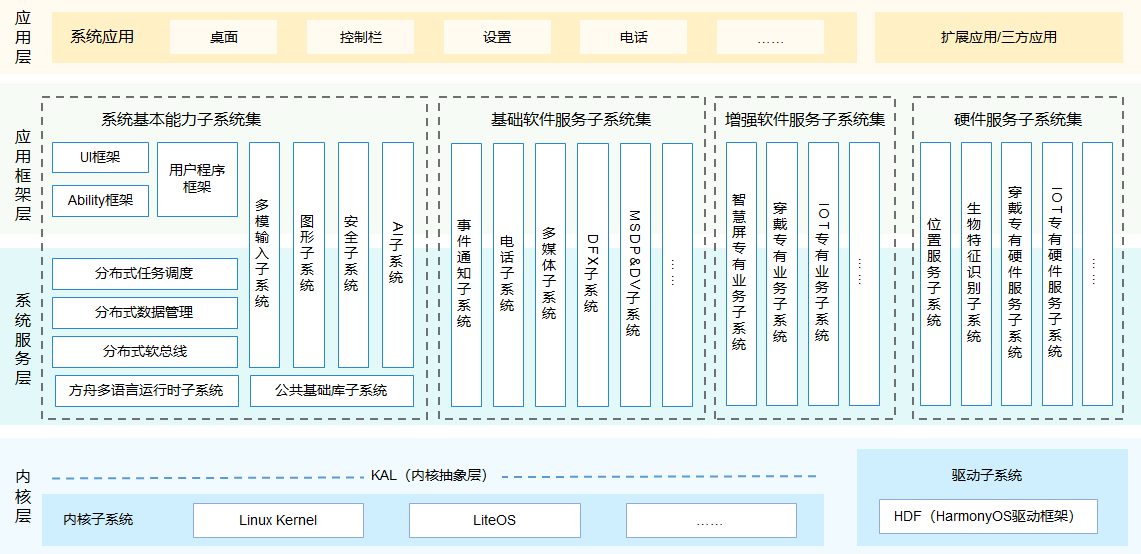 应用层
系统应用
桌面
控制栏
设置
电话
……
扩展应用/三方应用
应用框架层
系统基本能力子系统集
UI框架
Ability框架
用户程序
框架
多模输入子系统
图形子系统
安全子系统
AI子系统
基础软件服务子系统集
事件通知子系统
电话子系统
多媒体子系统
DFX子系统
MSDP&DV子系统
……
增强软件服务子系统集
智慧屏专有业务子系统
穿戴专有业务子系统
IOT专有业务子系统
……
硬件服务子系统集
位置服务子系统
生物特征识别子系统
穿戴专有硬件服务子系统
IOT专有硬件服务子系统
……
系统服务层
分布式任务调度
分布式数据管理
分布式软总线
方舟多语言运行时子系统
公共基础库子系统
内核层
KAL（内核抽象层）
内核子系统
Linux Kernel
LiteOS
……
驱动子系统
HDF（HarmonyOS驱动框架）